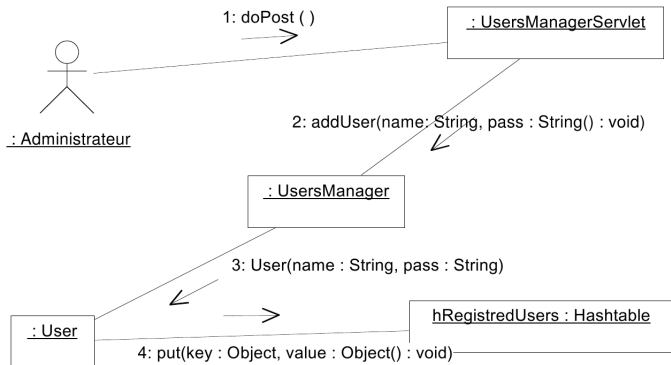 1: doPost ( )
: UsersManagerServlet
: Administrateur
2: addUser(name: String, pass : String() : void)
: UsersManager
3: User(name : String, pass : String)
: User
hRegistredUsers : Hashtable
4: put(key : Object, value : Object() : void)